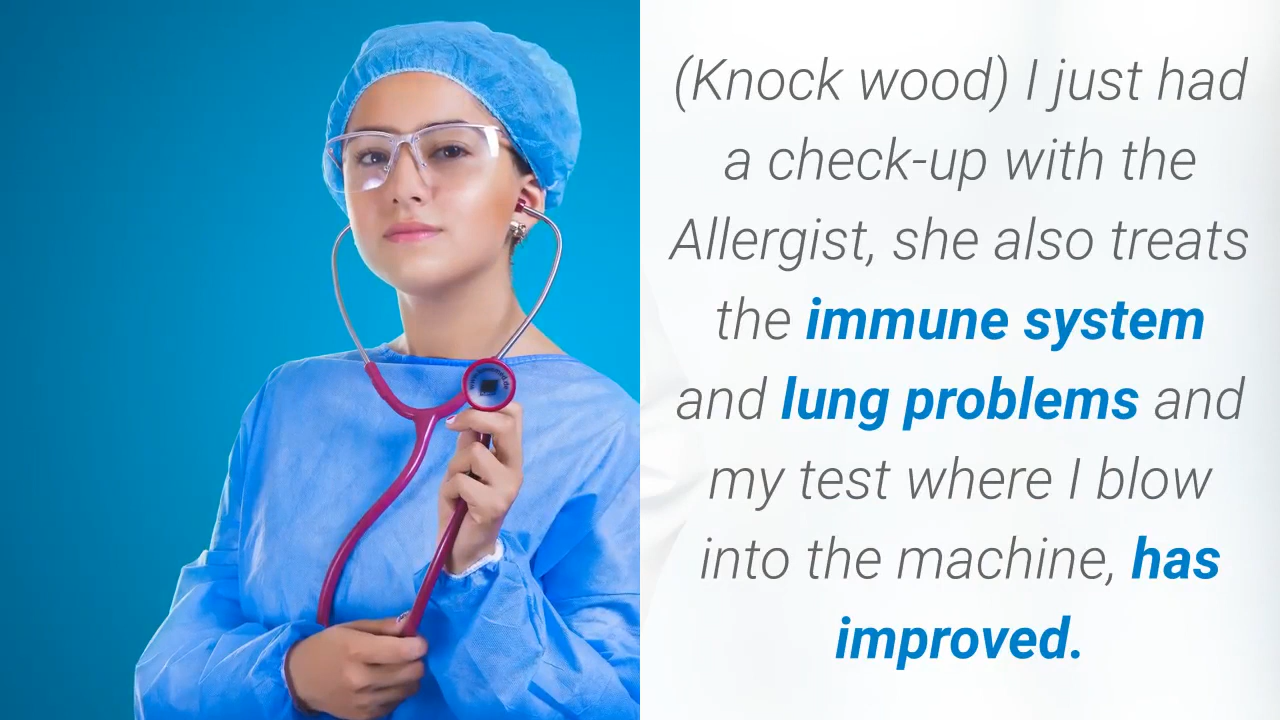 (Knock wood) I just had
a check-up with the
Allergist, she also treats
the immune system
and lung problems and
my test where I blow
into the machine, has
improved.